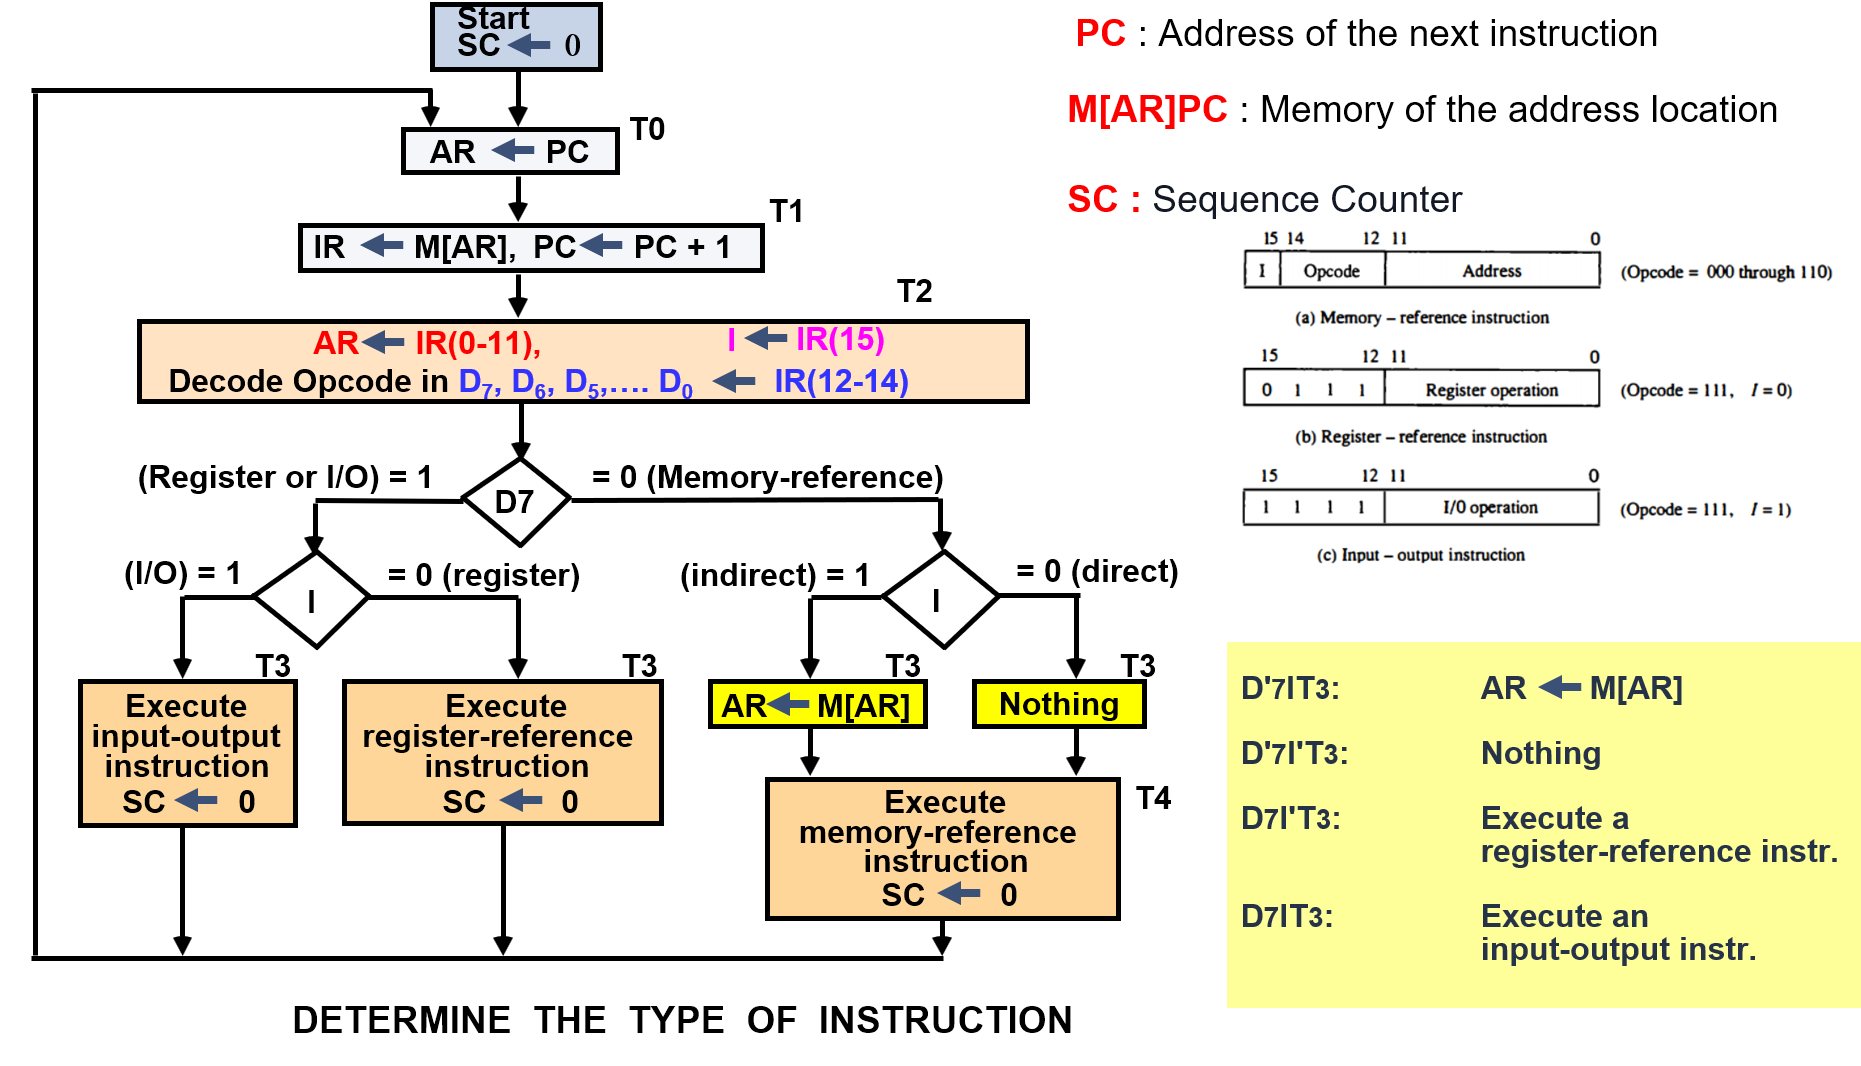 Start
SC ← 0
AR ← PC
T0
T1
IR ← M[AR], PC ← PC + 1
T2
AR ← IR(0-11), I ← IR(15)
Decode Opcode in D7, D6, D5,.... D0 ← IR(12-14)
(Register or I/O) = 1
D7
= 0 (Memory-reference)
(I/O) = 1
I
= 0 (register)
(indirect) = 1
I
= 0 (direct)
T3
Execute
input-output
instruction
SC ← 0
T3
Execute
register-reference
instruction
SC ← 0
T3
AR ← M[AR]
T3
Nothing
T4
Execute
memory-reference
instruction
SC ← 0
DETERMINE THE TYPE OF INSTRUCTION
PC : Address of the next instruction
M[AR]PC : Memory of the address location
SC : Sequence Counter
15 14 12 11 0
I Opcode Address (Opcode = 000 through 110)
(a) Memory – reference instruction
15 12 11 0
0 1 1 1 Register operation (Opcode = 111, I = 0)
(b) Register – reference instruction
15 12 11 0
1 1 1 1 I/0 operation (Opcode = 111, I = 1)
(c) Input – output instruction
D'7IT3: AR ← M[AR]
D'7I'T3: Nothing
D7I'T3: Execute a
register-reference instr.
D7IT3: Execute an
input-output instr.